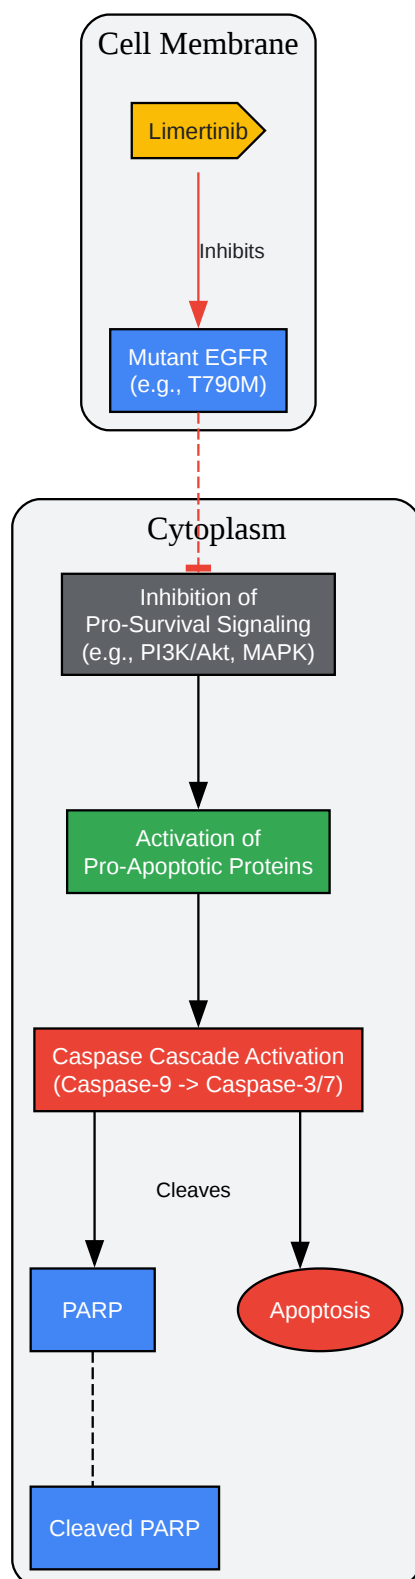 Cell Membrane
Limertinib
Inhibits
Mutant EGFR
(e.g., T790M)
Cytoplasm
Inhibition of
Pro-Survival Signaling
(e.g., PI3K/Akt, MAPK)
Activation of
Pro-Apoptotic Proteins
Caspase Cascade Activation
(Caspase-9 -> Caspase-3/7)
Cleaves
PARP
Apoptosis
Cleaved PARP